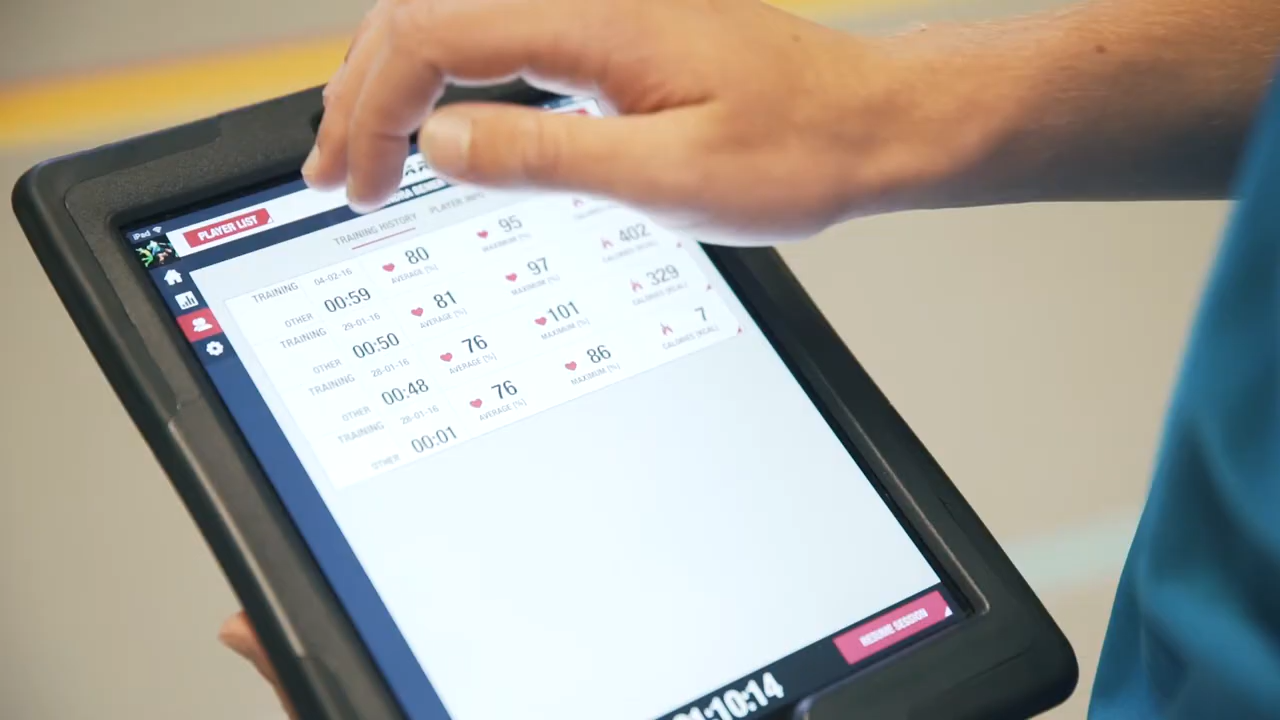 iPad
PLAYER LIST
TRAINING HISTORY PLAYER INFO
TRAINING 04-02-16 80 95
OTHER 00:59 AVERAGE [%] MAXIMUM [%]
TRAINING 29-01-16 81 97 402
OTHER 00:50 AVERAGE [%] MAXIMUM [%] CALORIES [KCAL]
TRAINING 28-01-16 76 101 329
OTHER 00:48 AVERAGE [%] MAXIMUM [%] CALORIES [KCAL]
TRAINING 28-01-16 76 86 7
OTHER 00:01 AVERAGE [%] MAXIMUM [%] CALORIES [KCAL]
RESUME SESSION
1:10:14